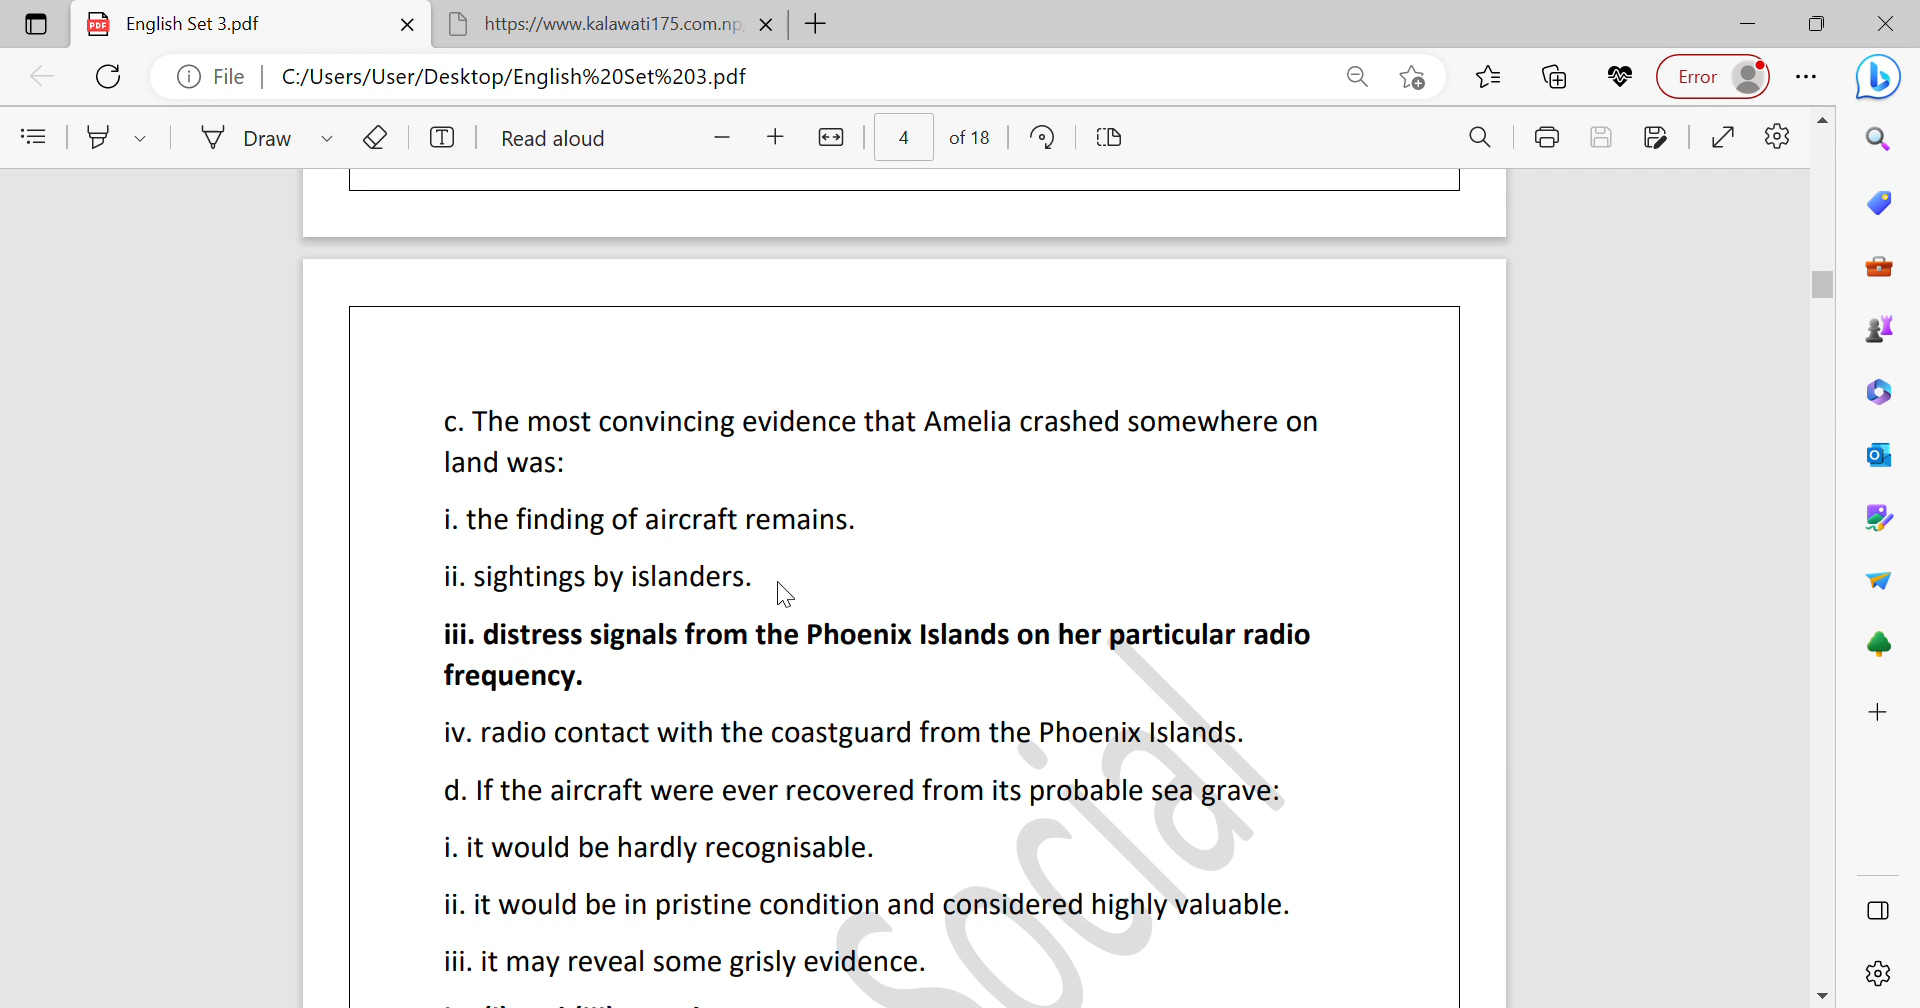 English Set 3.pdf
https://www.kalawati175.com.np
File
C:/Users/User/Desktop/English%20Set%203.pdf
Error
Draw
Read aloud
4
of 18
c. The most convincing evidence that Amelia crashed somewhere on
land was:
i. the finding of aircraft remains.
ii. sightings by islanders.
iii. distress signals from the Phoenix Islands on her particular radio
frequency.
iv. radio contact with the coastguard from the Phoenix Islands.
d. If the aircraft were ever recovered from its probable sea grave:
i. it would be hardly recognisable.
ii. it would be in pristine condition and considered highly valuable.
iii. it may reveal some grisly evidence.
Social